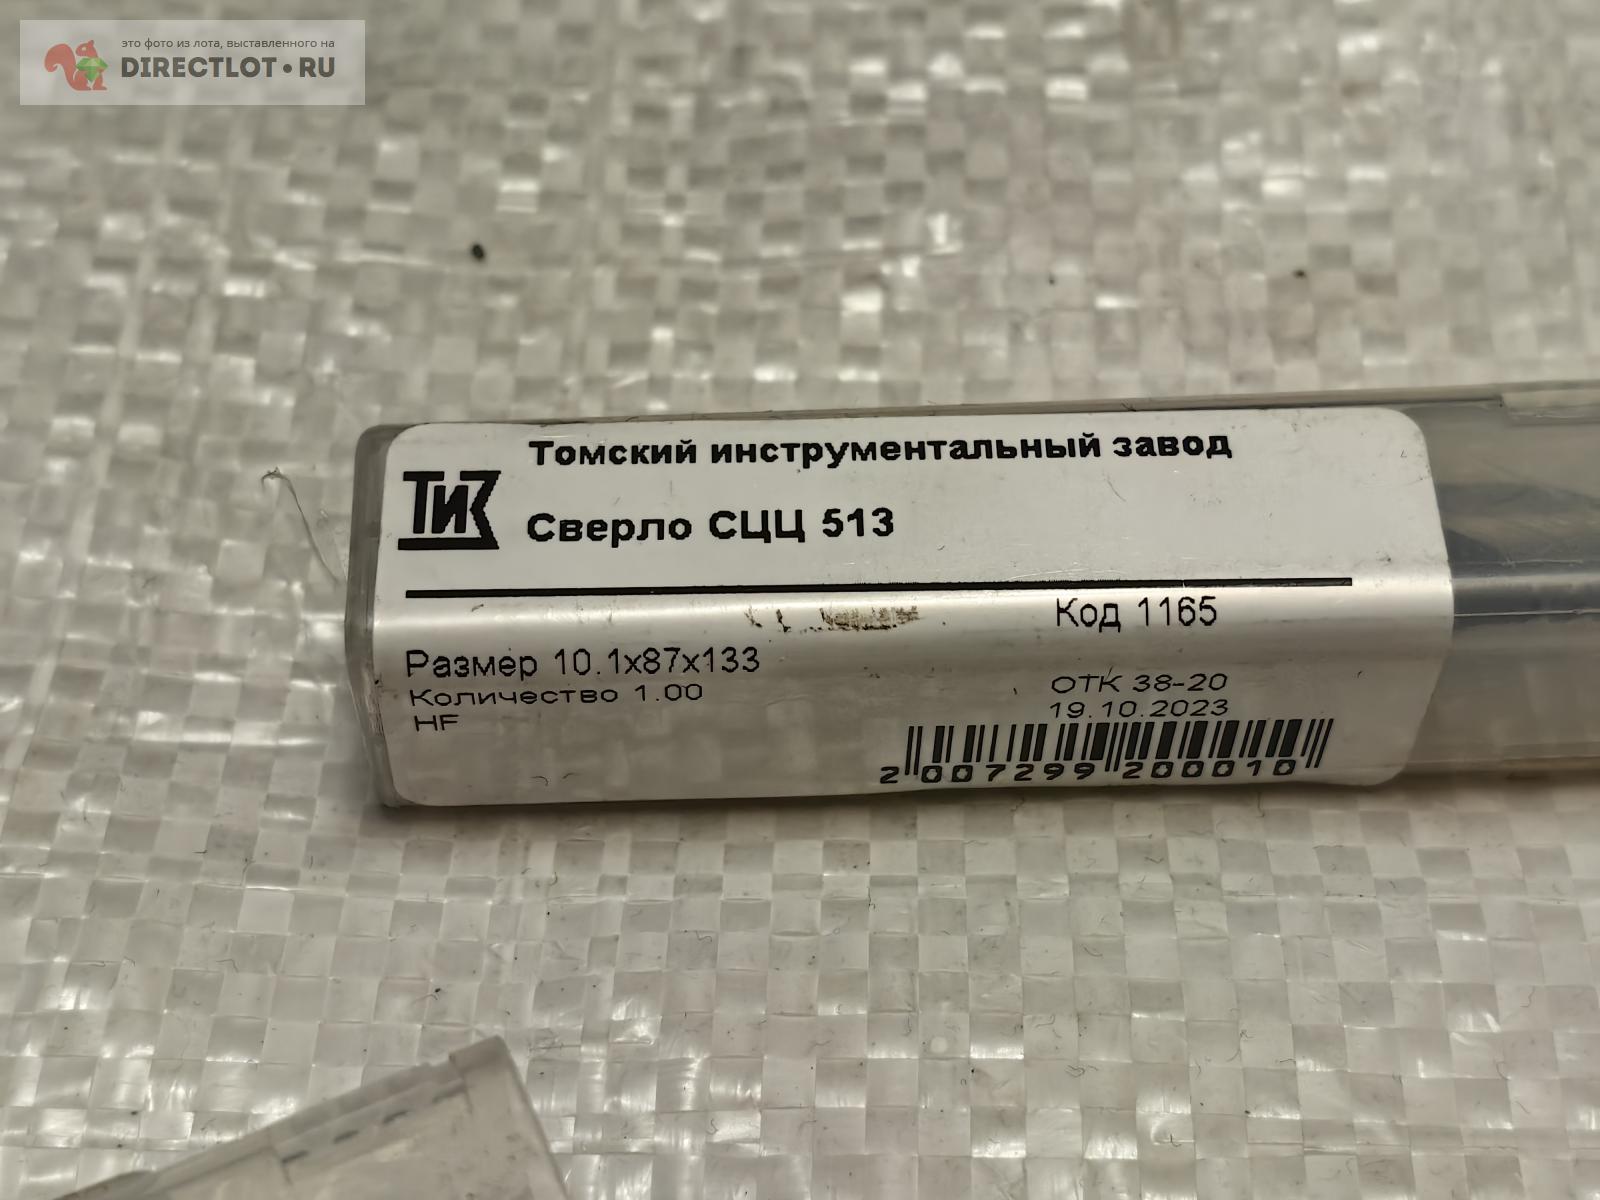 это фото из лота, выставленного на
DIRECTLOT•RU
Томский инструментальный завод
ТИЗ
Сверло СЦЦ 513
Код 1165
Размер 10.1х87х133
Количество 1.00
HF
ОТК 38-20
19.10.2023
2 007299 200010